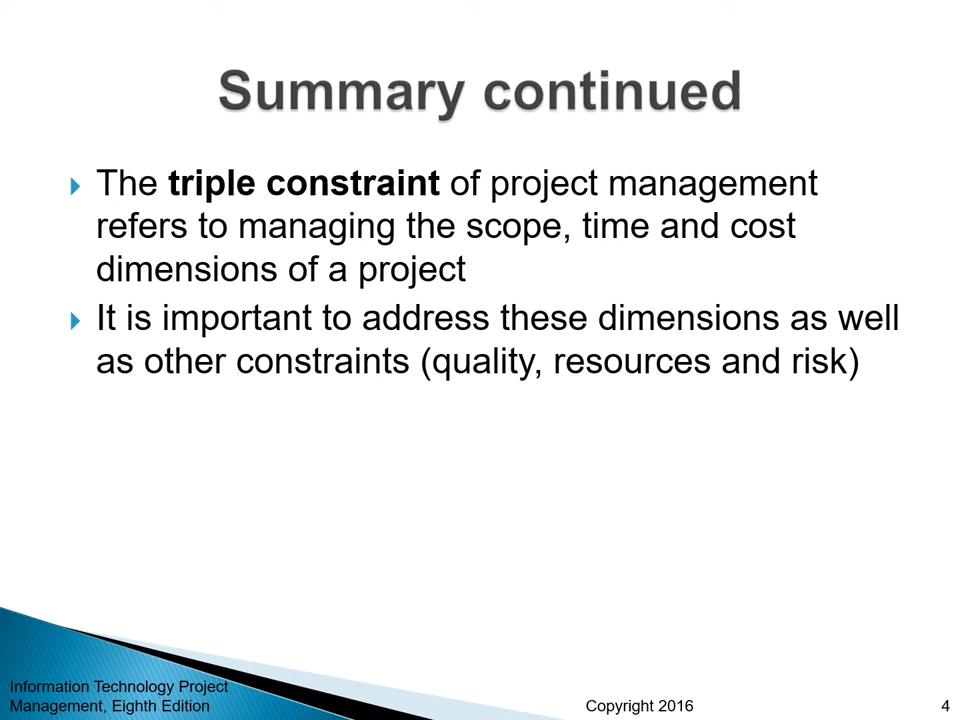 Summary continued
The triple constraint of project management
refers to managing the scope, time and cost
dimensions of a project
It is important to address these dimensions as well
as other constraints (quality, resources and risk)
Information Technology Project
Management, Eighth Edition
Copyright 2016
4